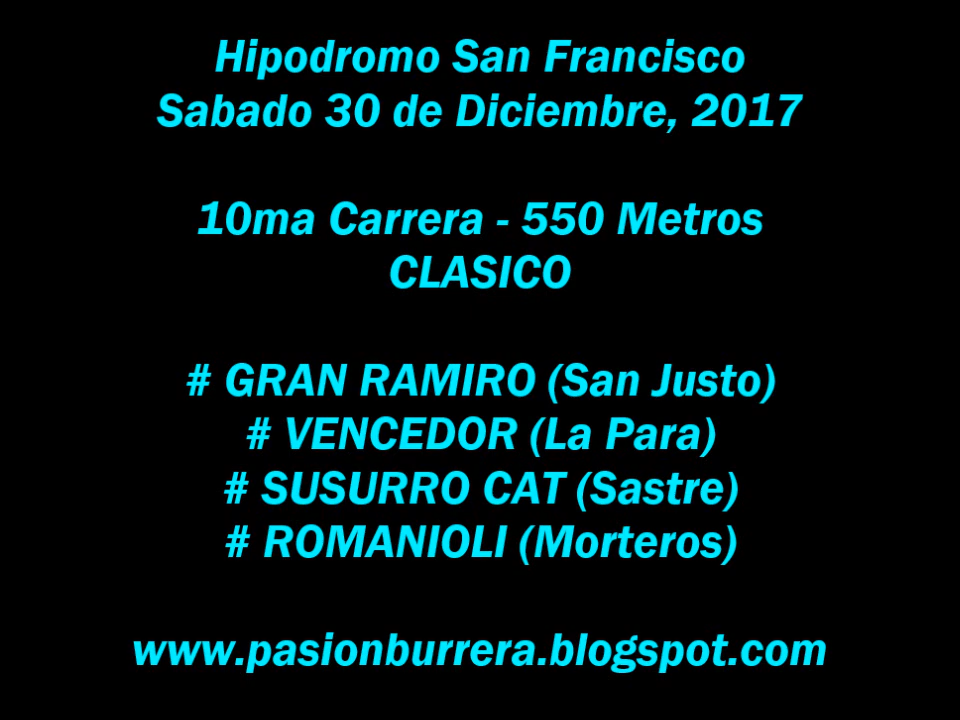 Hipodromo San Francisco
Sabado 30 de Diciembre, 2017
10ma Carrera - 550 Metros
CLASICO
# GRAN RAMIRO (San Justo)
# VENCEDOR (La Para)
# SUSURRO CAT (Sastre)
# ROMANIOLI (Morteros)
www.pasionburrera.blogspot.com